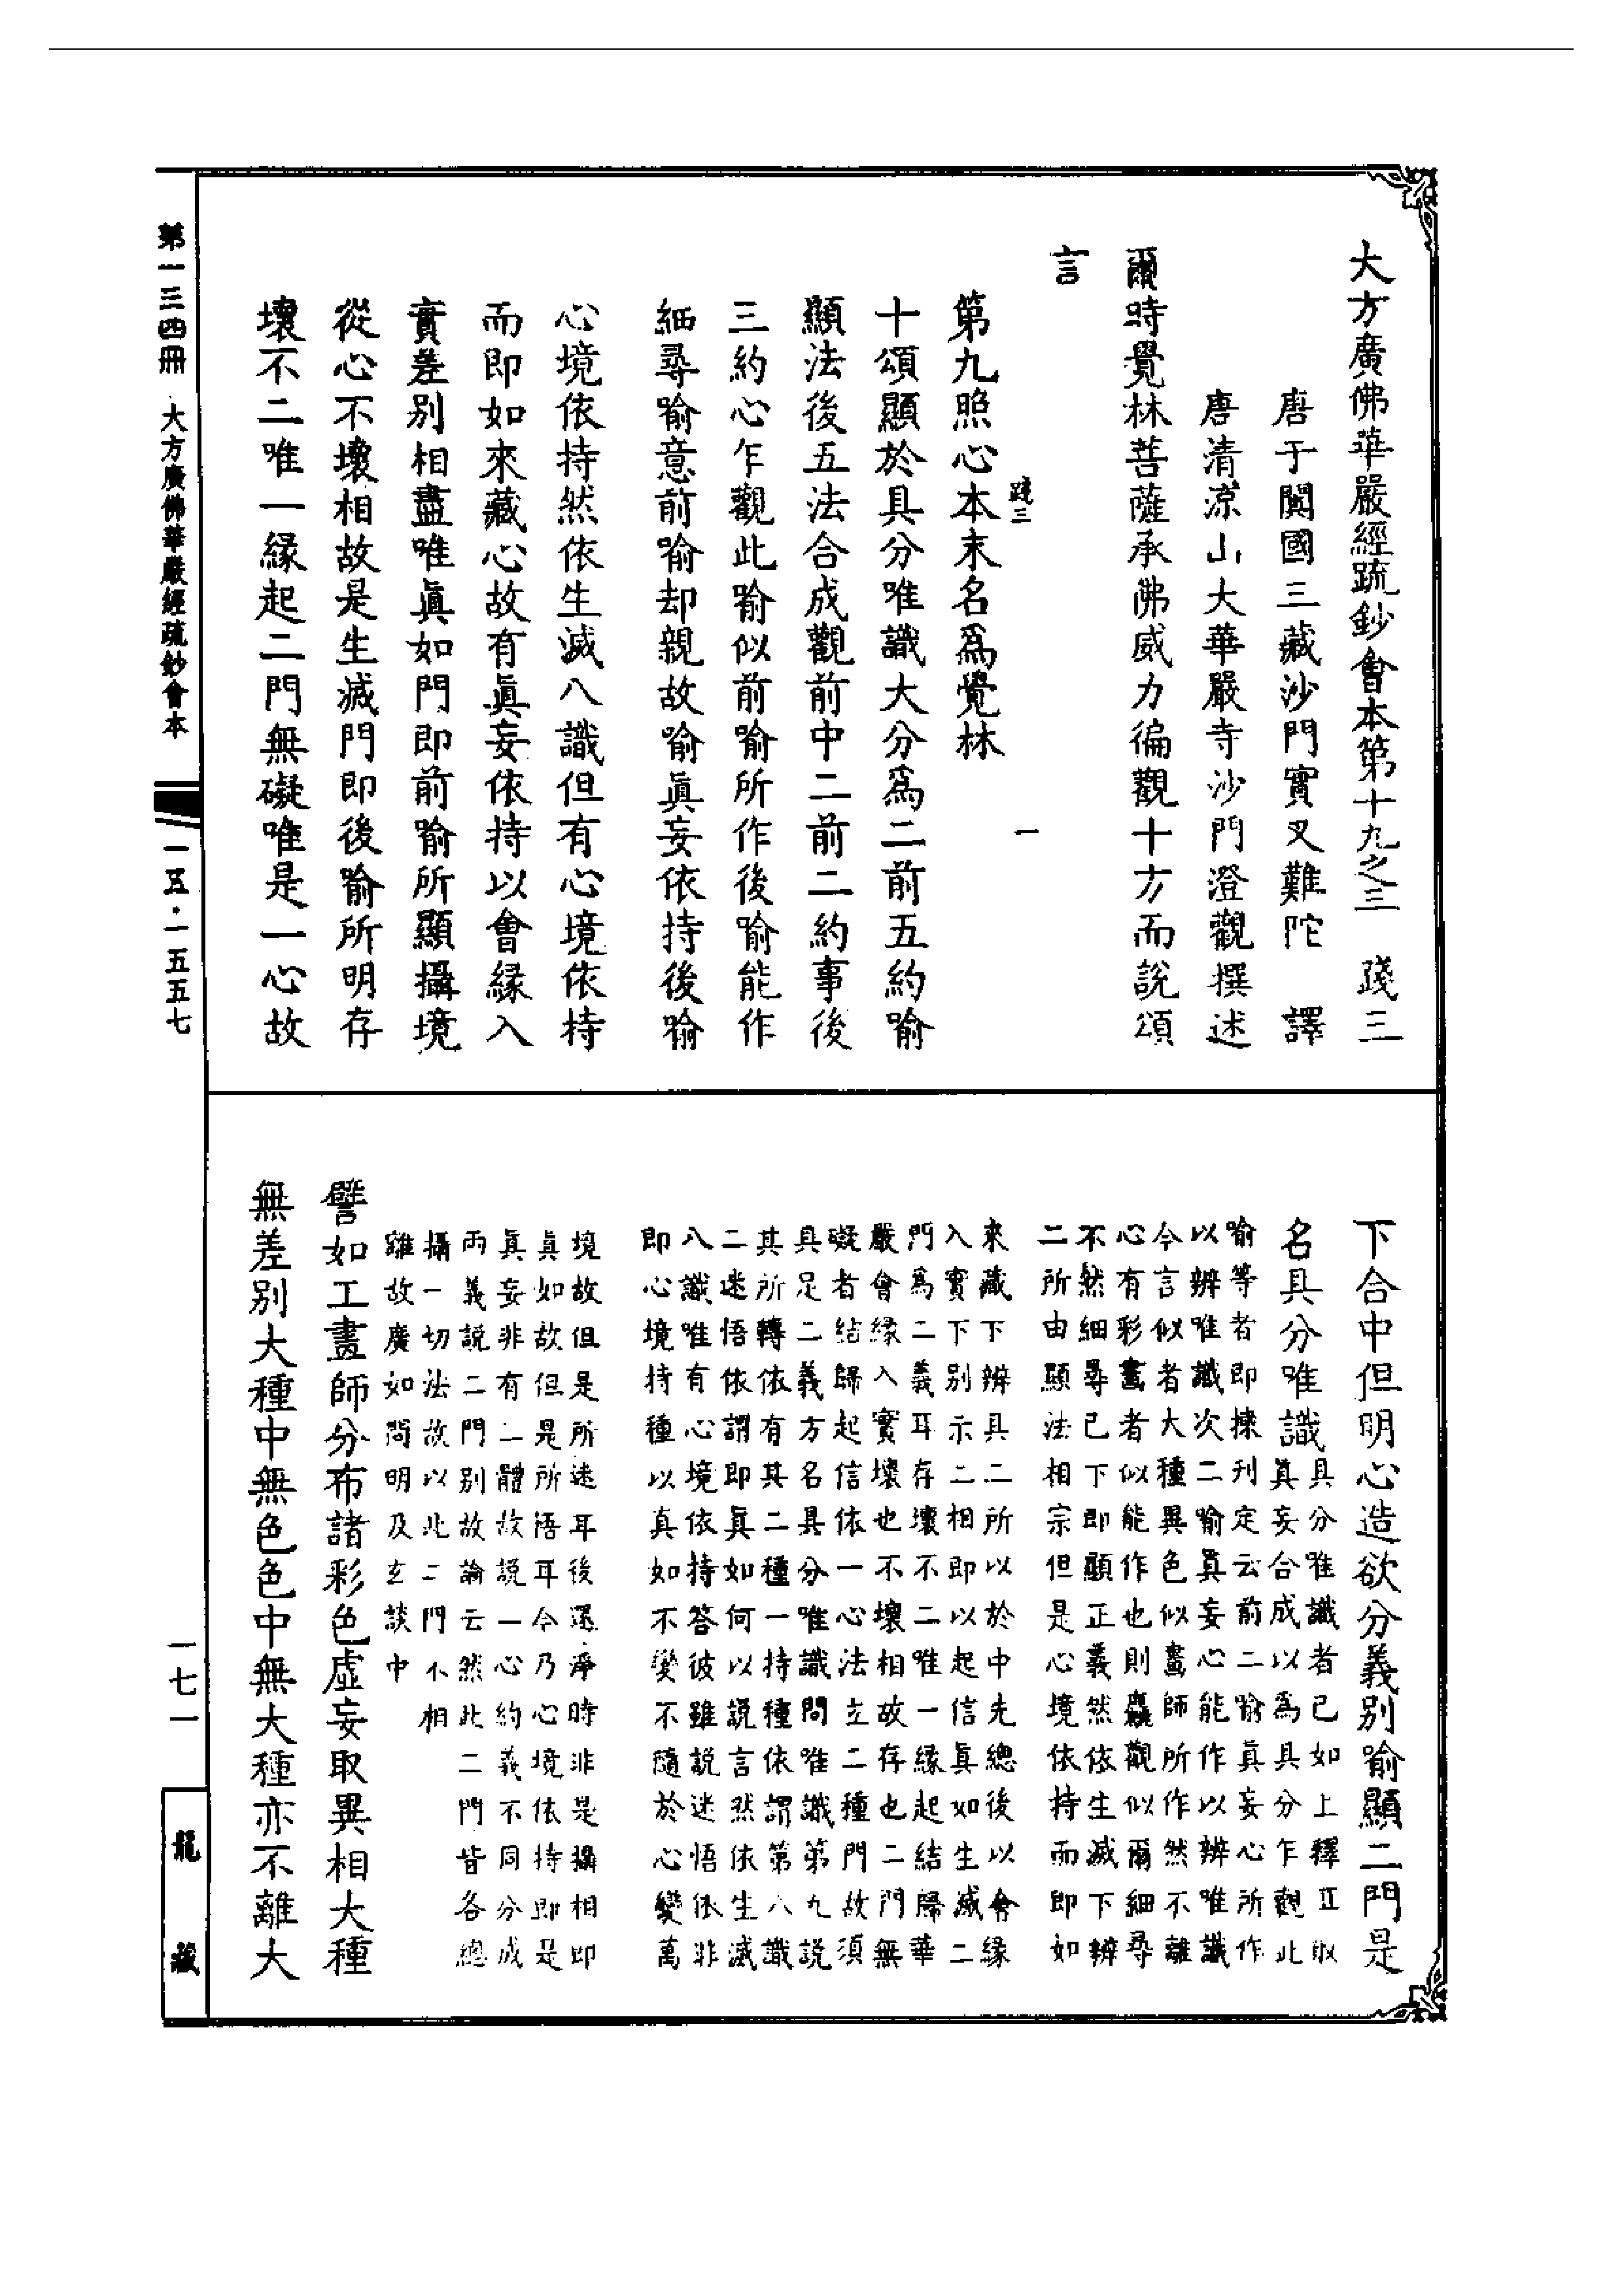 大方廣佛華嚴經疏鈔會本第十九之三　踐三
唐于闐國三藏沙門實叉難陀　譯
唐清涼山大華嚴寺沙門澄觀撰述
爾時覺林菩薩承佛威力徧觀十方而說頌
言
踐三　一
第九照心本末名爲覺林
十頌顯於具分唯識大分爲二前五約喻
顯法後五法合成觀前中二前二約事後
三約心乍觀此喻似前喻所作後喻能作
細尋喻意前喻却親故喻眞妄依持後喻
心境依持然依生滅八識但有心境依持
而即如來藏心故有眞妄依持以會緣入
實差別相盡唯眞如門即前喻所顯攝境
從心不壞相故是生滅門即後喻所明存
壞不二唯一緣起二門無礙唯是一心故
下合中但明心造欲分義別喻顯二門是
名具分唯識
具分唯識者已如上釋正取
眞妄合成以爲具分乍觀此
喻等者即揀刊定云前二喻眞妄心所作
以辨唯識次二喻眞妄心能作以辨唯識
今言似者大種異色似畫師所作然不離
心有彩畫者似能作也則麤觀似爾細尋
不然細尋已下即顯正義然依生滅下辨
二所由顯法相宗但是心境依持而即如
來藏下辨具二所以於中先總後以會緣
入實下別示二相即以起信眞如生滅二
門爲二義耳存壞不二唯一緣起結歸華
嚴會緣入實壞也不壞相故存也二門無
礙者結歸起信依一心法立二種門故須
具足二義方名具分唯識問唯識第九說
其所轉依有其二種一持種依謂第八識
二迷悟依謂即眞如何以說言然依生滅
八識唯有心境依持答彼雖說迷悟依非
即心境持種以真如不變不隨於心變萬
境故但是所迷耳後還淨時非是攝相即
眞如故但是所悟耳今乃心境依持即是
眞妄非有二體故說一心約義不同分成
兩義說二門別故論云然此二門皆各總
攝一切法故以此二門不相
離故廣如問明及玄談中
譬如工畫師分布諸彩色虛妄取異相大種
無差別大種中無色色中無大種亦不離大
第一三四冊　大方廣佛華嚴經疏鈔會本　一五·一五五七
一七一
龍藏